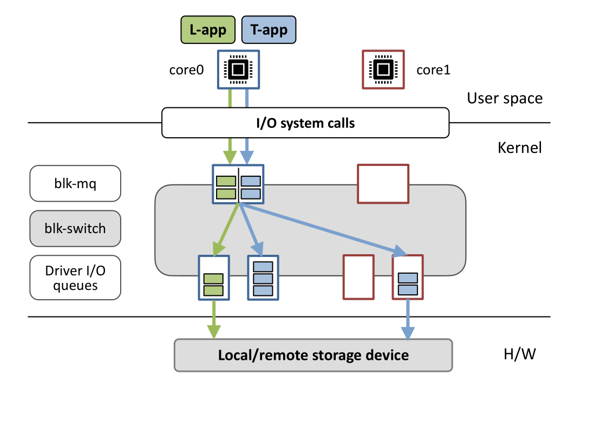 L-app
T-app
core0
core1
User space
I/O system calls
Kernel
blk-mq
blk-switch
Driver I/O
queues
Local/remote storage device
H/W